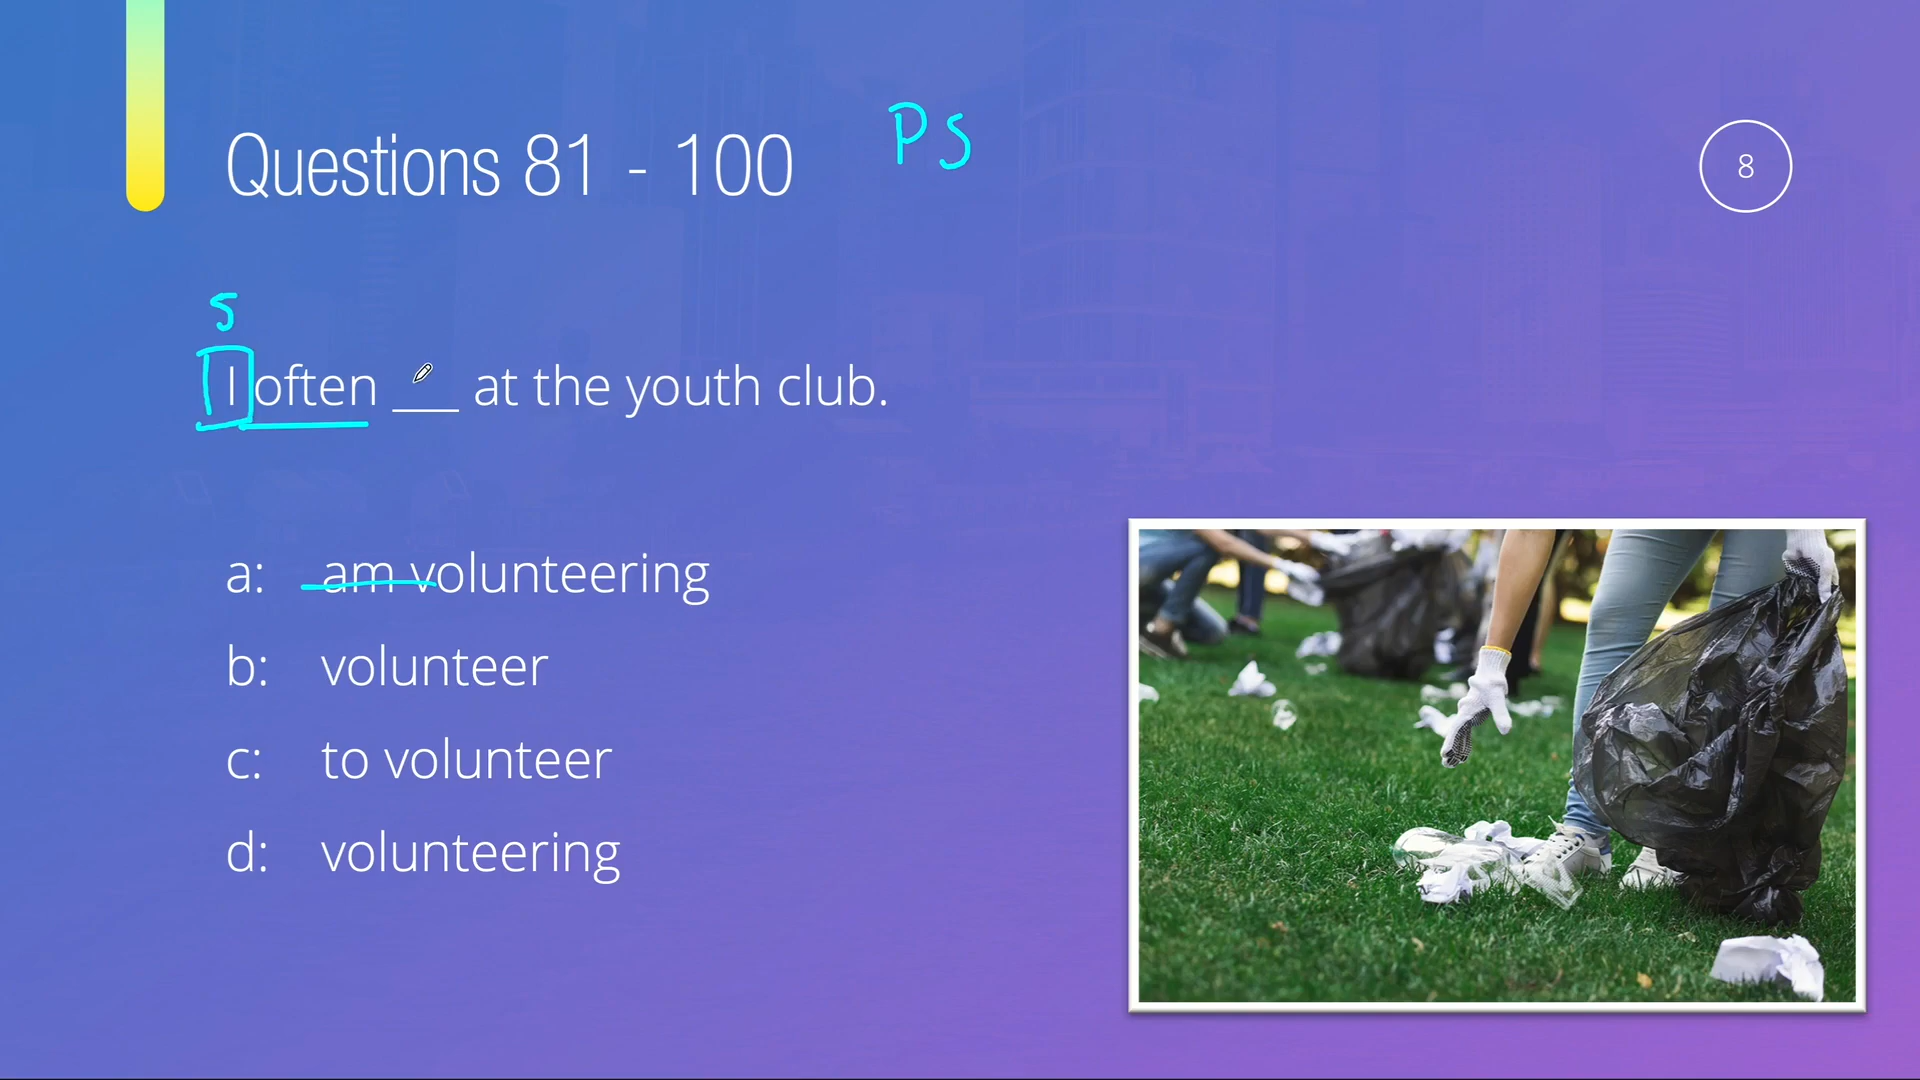 Questions 81 - 100 PS
8
S
I often ___ at the youth club.
a: am volunteering
b: volunteer
c: to volunteer
d: volunteering